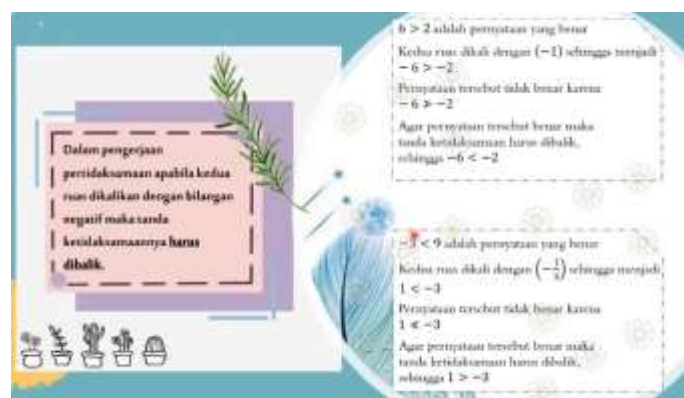 Dalam pengerjaan
pertidaksamaan apabila kedua
ruas dikalikan dengan bilangan
negatif maka tanda
ketidaksamaannya harus
dibalik.
6 > 2 adalah pernyataan yang benar
Kedua ruas dikali dengan (−1) sehingga menjadi
−6 > −2
Pernyataan tersebut tidak benar karena
−6 ≯ −2
Agar pernyataan tersebut benar maka
tanda ketidaksamaan harus dibalik,
sehingga −6 < −2
−3 < 9 adalah pernyataan yang benar
Kedua ruas dikali dengan (−1/3) sehingga menjadi
1 < −3
Pernyataan tersebut tidak benar karena
1 ≮ −3
Agar pernyataan tersebut benar maka
tanda ketidaksamaan harus dibalik,
sehingga 1 > −3